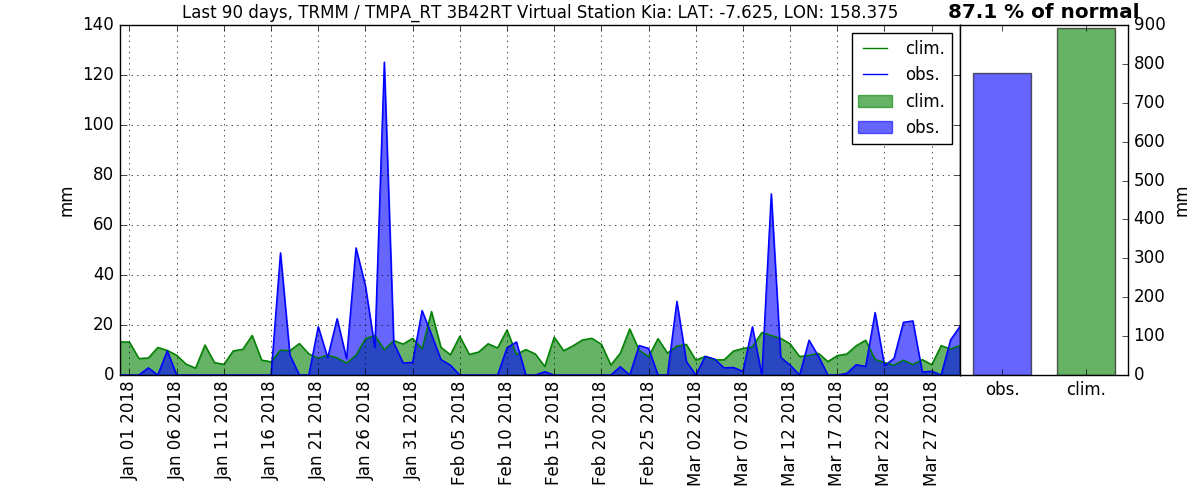 Last 90 days, TRMM / TMPA_RT 3B42RT Virtual Station Kia: LAT: -7.625, LON: 158.375
87.1 % of normal
140
120
100
80
60
40
20
0
mm
clim.
obs.
clim.
obs.
900
800
700
600
500
400
300
200
100
0
mm
Jan 01 2018
Jan 06 2018
Jan 11 2018
Jan 16 2018
Jan 21 2018
Jan 26 2018
Jan 31 2018
Feb 05 2018
Feb 10 2018
Feb 15 2018
Feb 20 2018
Feb 25 2018
Mar 02 2018
Mar 07 2018
Mar 12 2018
Mar 17 2018
Mar 22 2018
Mar 27 2018
obs.
clim.